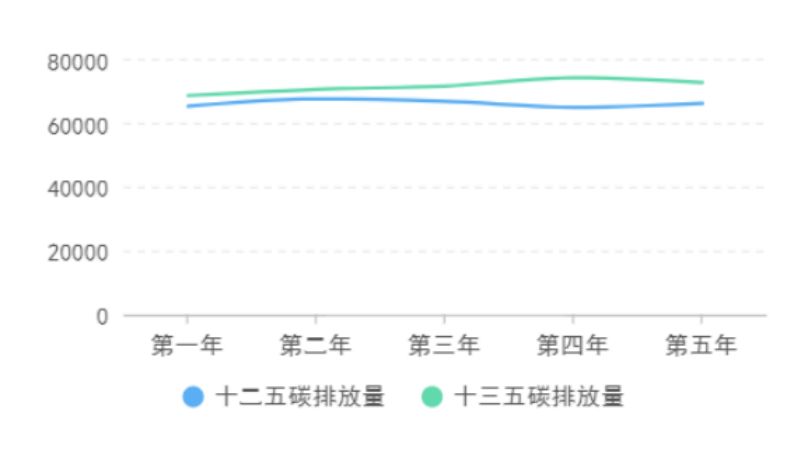 80000
60000
40000
20000
0
第一年 第二年 第三年 第四年 第五年
十二五碳排放量 十三五碳排放量